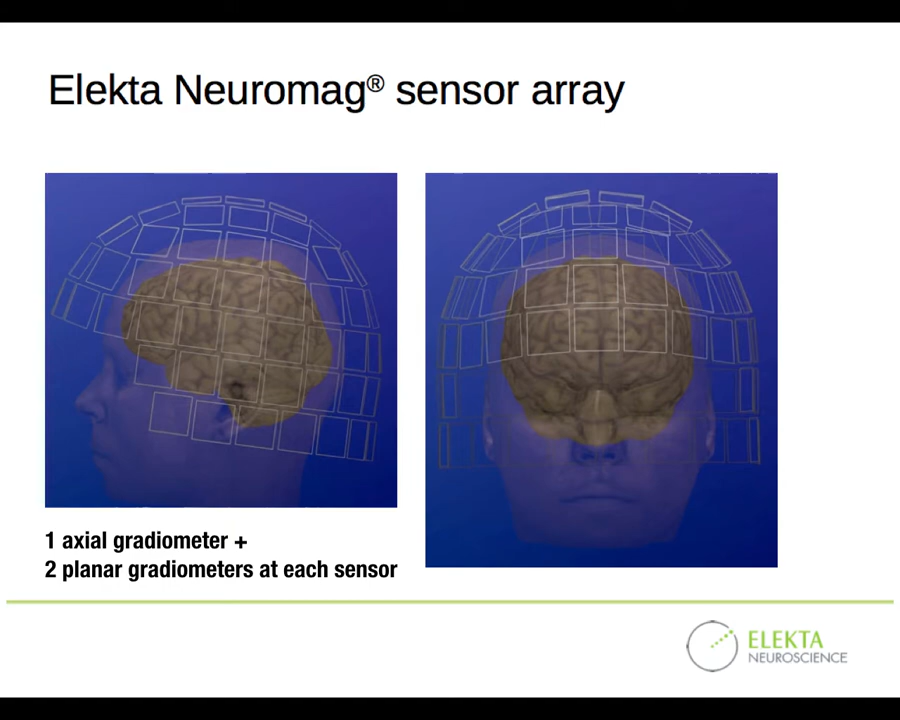 Elekta Neuromag® sensor array
1 axial gradiometer +
2 planar gradiometers at each sensor
ELEKTA
NEUROSCIENCE